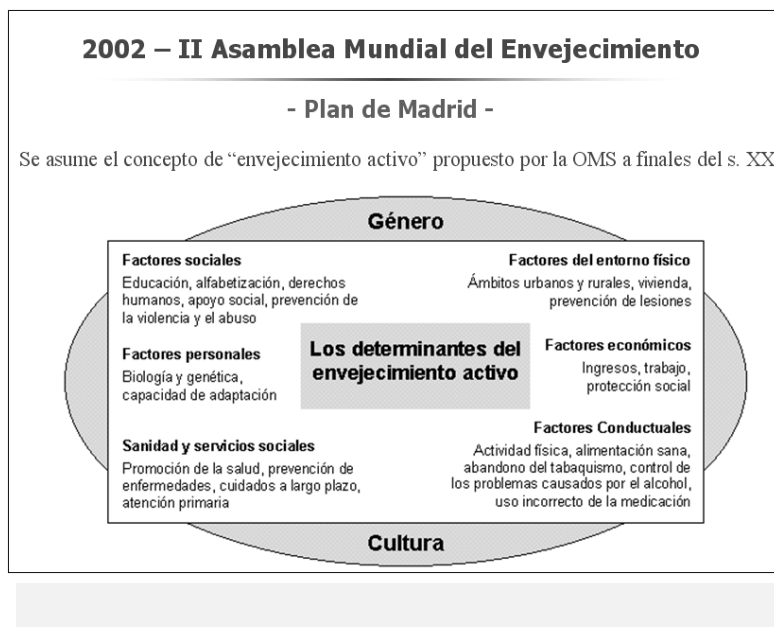 2002 – II Asamblea Mundial del Envejecimiento
- Plan de Madrid -
Se asume el concepto de “envejecimiento activo” propuesto por la OMS a finales del s. XX
Género
Factores sociales
Educación, alfabetización, derechos
humanos, apoyo social, prevención de
la violencia y el abuso
Factores personales
Biología y genética,
capacidad de adaptación
Sanidad y servicios sociales
Promoción de la salud, prevención de
enfermedades, cuidados a largo plazo,
atención primaria
Los determinantes del
envejecimiento activo
Factores del entorno físico
Ámbitos urbanos y rurales, vivienda,
prevención de lesiones
Factores económicos
Ingresos, trabajo,
protección social
Factores Conductuales
Actividad física, alimentación sana,
abandono del tabaquismo, control de
los problemas causados por el alcohol,
uso incorrecto de la medicación
Cultura